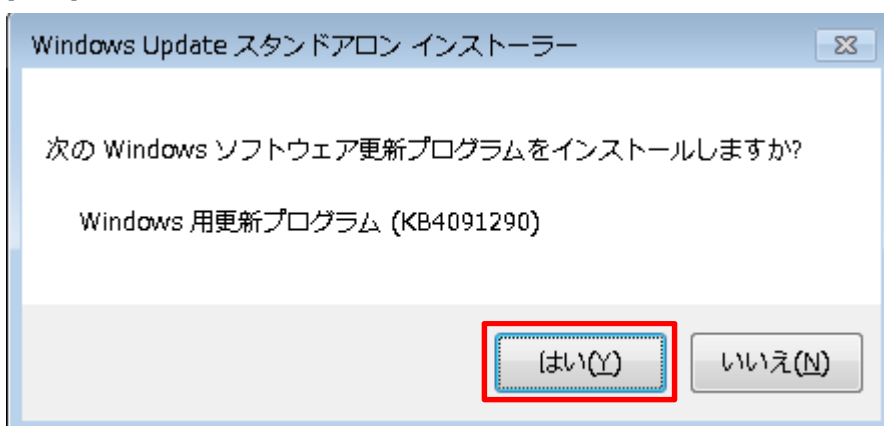 Windows Update スタンドアロン インストーラー
次の Windows ソフトウェア更新プログラムをインストールしますか?
Windows 用更新プログラム (KB4091290)
はい(Y)
いいえ(N)